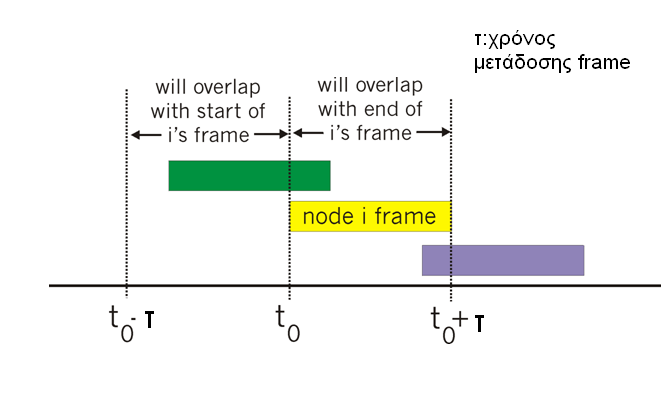 τ:χρόνος
μετάδοσης frame
will overlap
with start of
i's frame
will overlap
with end of
i's frame
node i frame
t0- τ
t0
t0+ τ